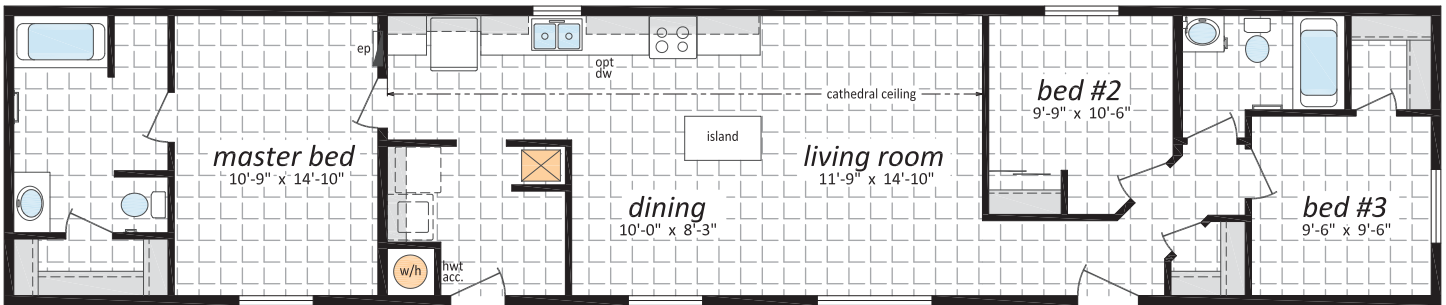 ep
opt
dw
cathedral ceiling
bed #2
9'-9" x 10'-6"
island
master bed
10'-9" x 14'-10"
living room
11'-9" x 14'-10"
dining
10'-0" x 8'-3"
bed #3
9'-6" x 9'-6"
w/h
hwt
acc.